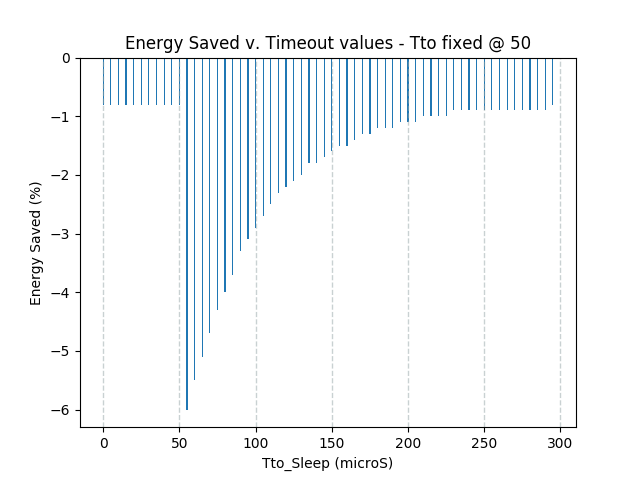 Energy Saved v. Timeout values - Tto fixed @ 50
0
−1
−2
−3
−4
−5
−6
Energy Saved (%)
0 50 100 150 200 250 300
Tto_Sleep (microS)